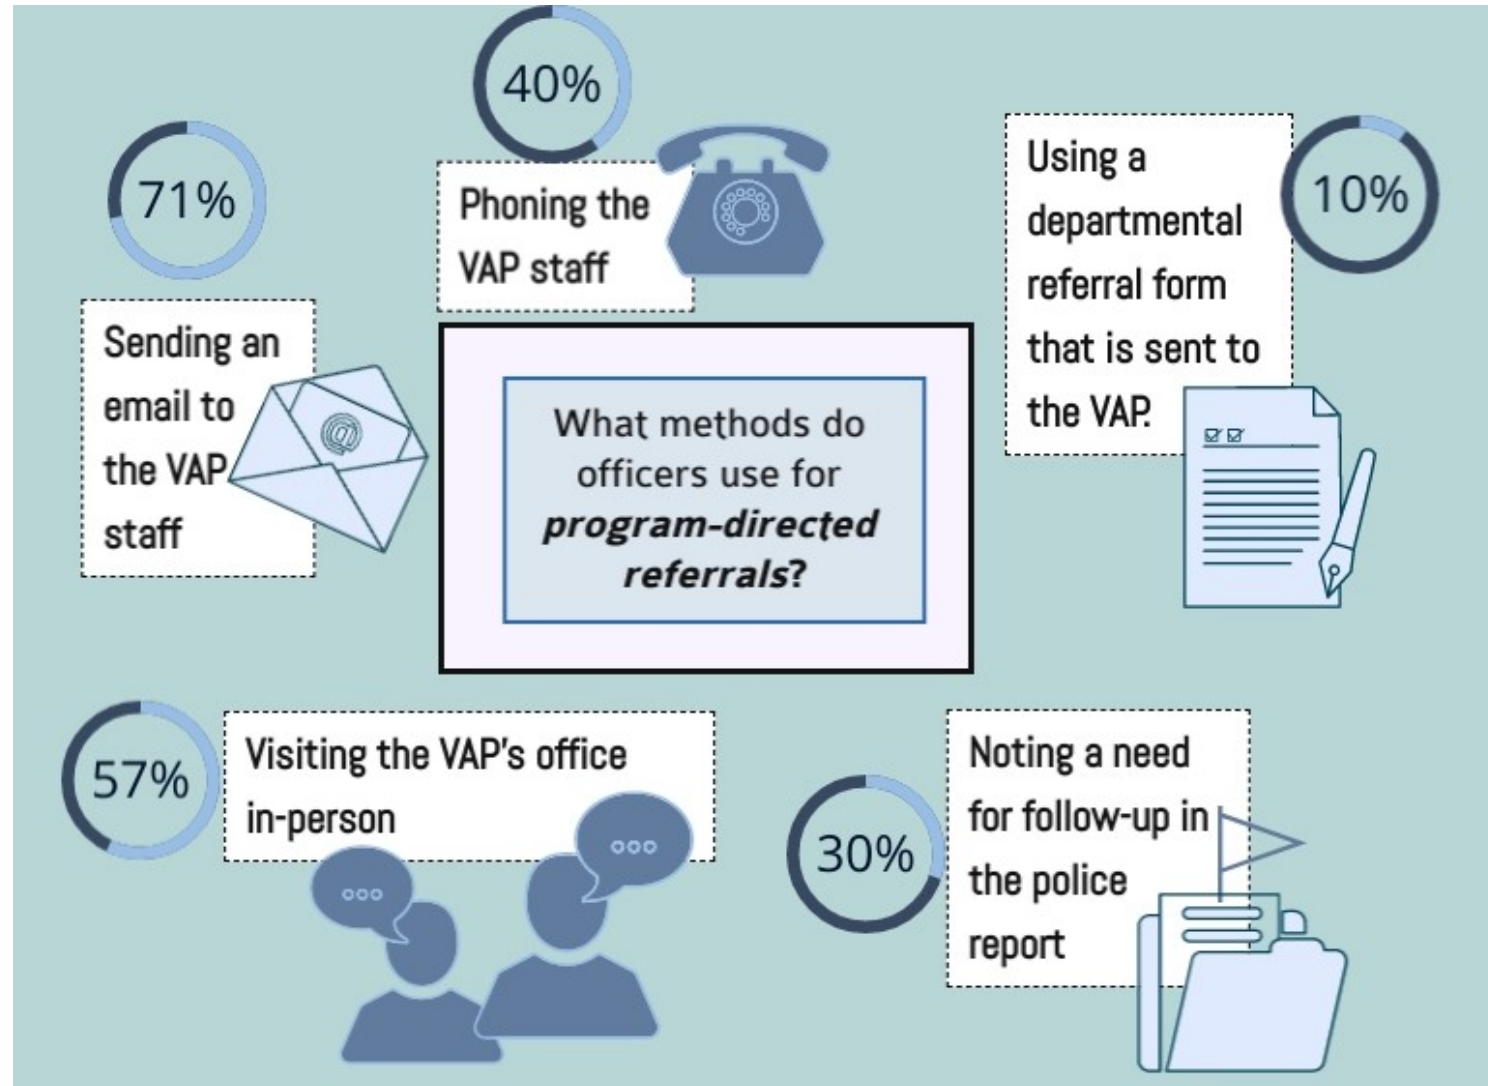 40%
Phoning the
VAP staff
71%
Sending an
email to
the VAP
staff
@
Using a
departmental
referral form
that is sent to
the VAP.
10%
What methods do
officers use for
program-directed
referrals?
57%
Visiting the VAP's office
in-person
30%
Noting a need
for follow-up in
the police
report